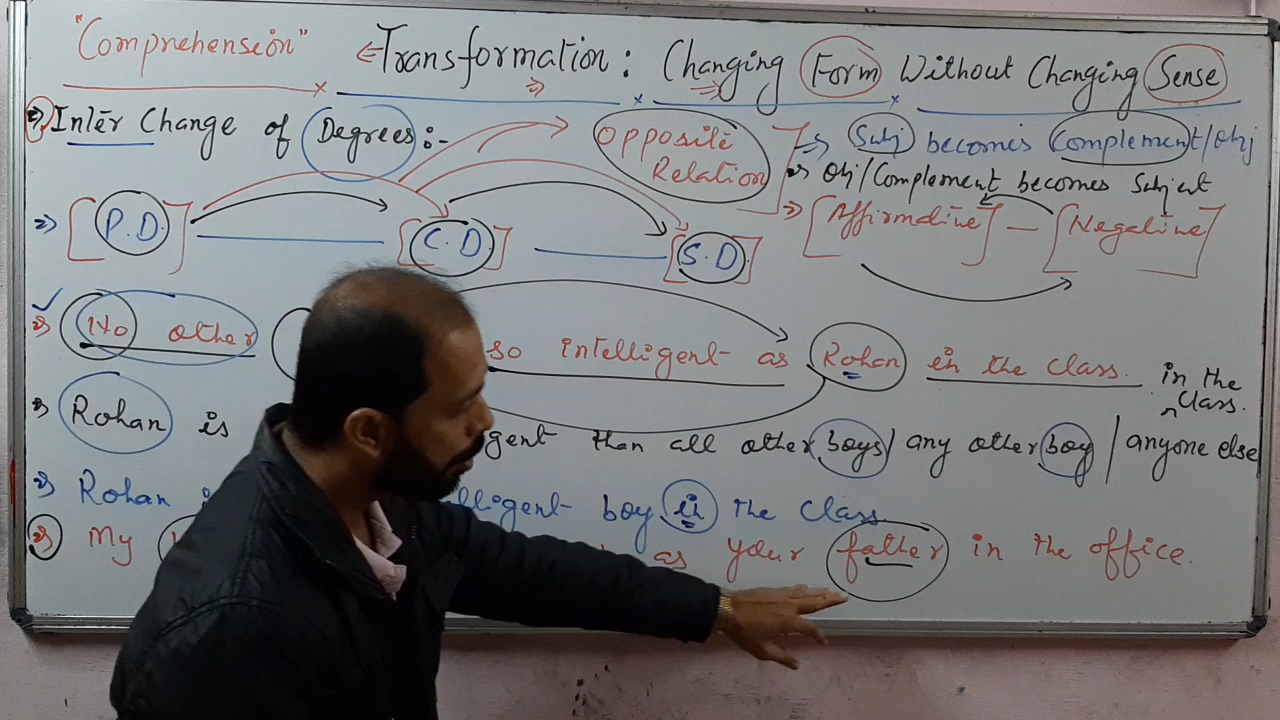 "Comprehension" Transformation : Changing Form Without Changing Sense
Inter Change of Degrees :-
Opposite Relation
Subj becomes Complement/Obj
Obj/Complement becomes Subject
[P.D.] [C.D] [S.D.] [Affirmative] — [Negative]
No other so intelligent as Rohan in the class.
Rohan is gent than all other boys / any other boy / anyone else in the class.
Rohan lligent boy in the class
My as your father in the office.